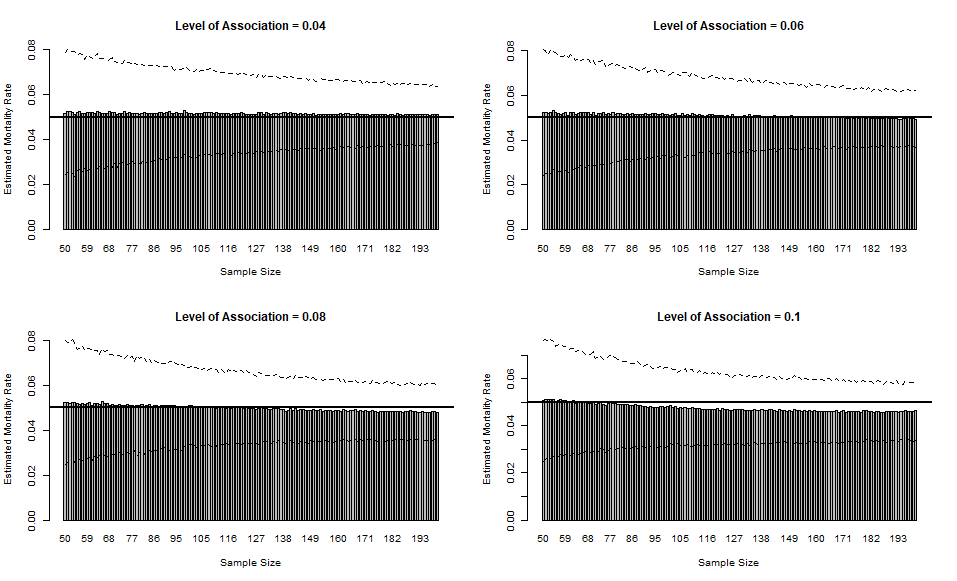 Level of Association = 0.04
Estimated Mortality Rate
0.00 0.02 0.04 0.06 0.08
50 59 68 77 86 95 105 116 127 138 149 160 171 182 193
Sample Size
Level of Association = 0.06
Estimated Mortality Rate
0.00 0.02 0.04 0.06 0.08
50 59 68 77 86 95 105 116 127 138 149 160 171 182 193
Sample Size
Level of Association = 0.08
Estimated Mortality Rate
0.00 0.02 0.04 0.06 0.08
50 59 68 77 86 95 105 116 127 138 149 160 171 182 193
Sample Size
Level of Association = 0.1
Estimated Mortality Rate
0.00 0.02 0.04 0.06
50 59 68 77 86 95 105 116 127 138 149 160 171 182 193
Sample Size